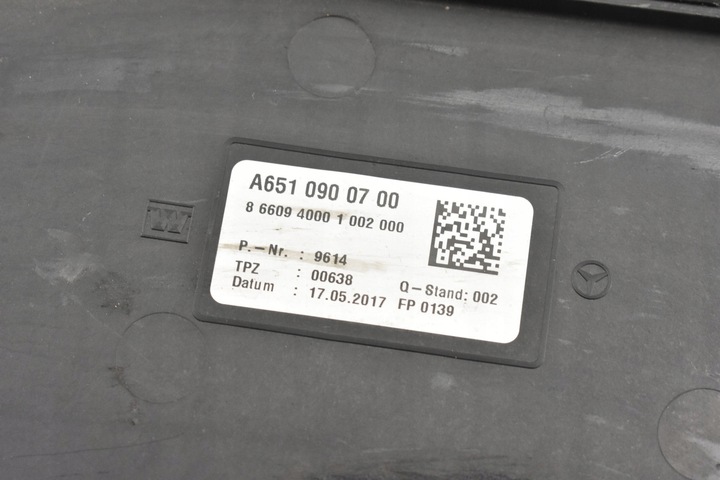 A651 090 07 00
8 6609 4000 1 002 000
P.-Nr. : 9614
TPZ : 00638 Q-Stand: 002
Datum : 17.05.2017 FP 0139